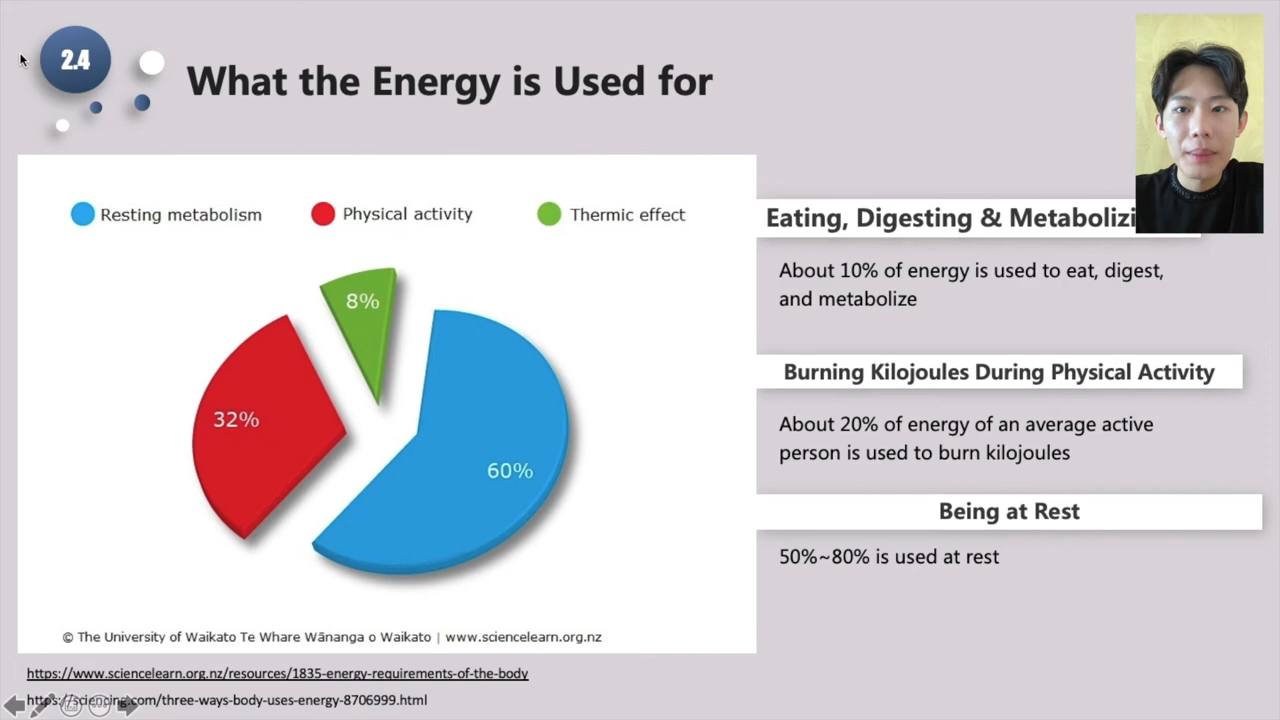 2.4
What the Energy is Used for
Resting metabolism
Physical activity
Thermic effect
8%
32%
60%
© The University of Waikato Te Whare Wānanga o Waikato | www.sciencelearn.org.nz
Eating, Digesting &
About 10% of energy is used to eat, digest,
and metabolize
Burning Kilojoules During Physical Activity
About 20% of energy of an average active
person is used to burn kilojoules
Being at Rest
50%~80% is used at rest
https://www.sciencelearn.org.nz/resources/1835-energy-requirements-of-the-body
https://sciencing.com/three-ways-body-uses-energy-8706999.html